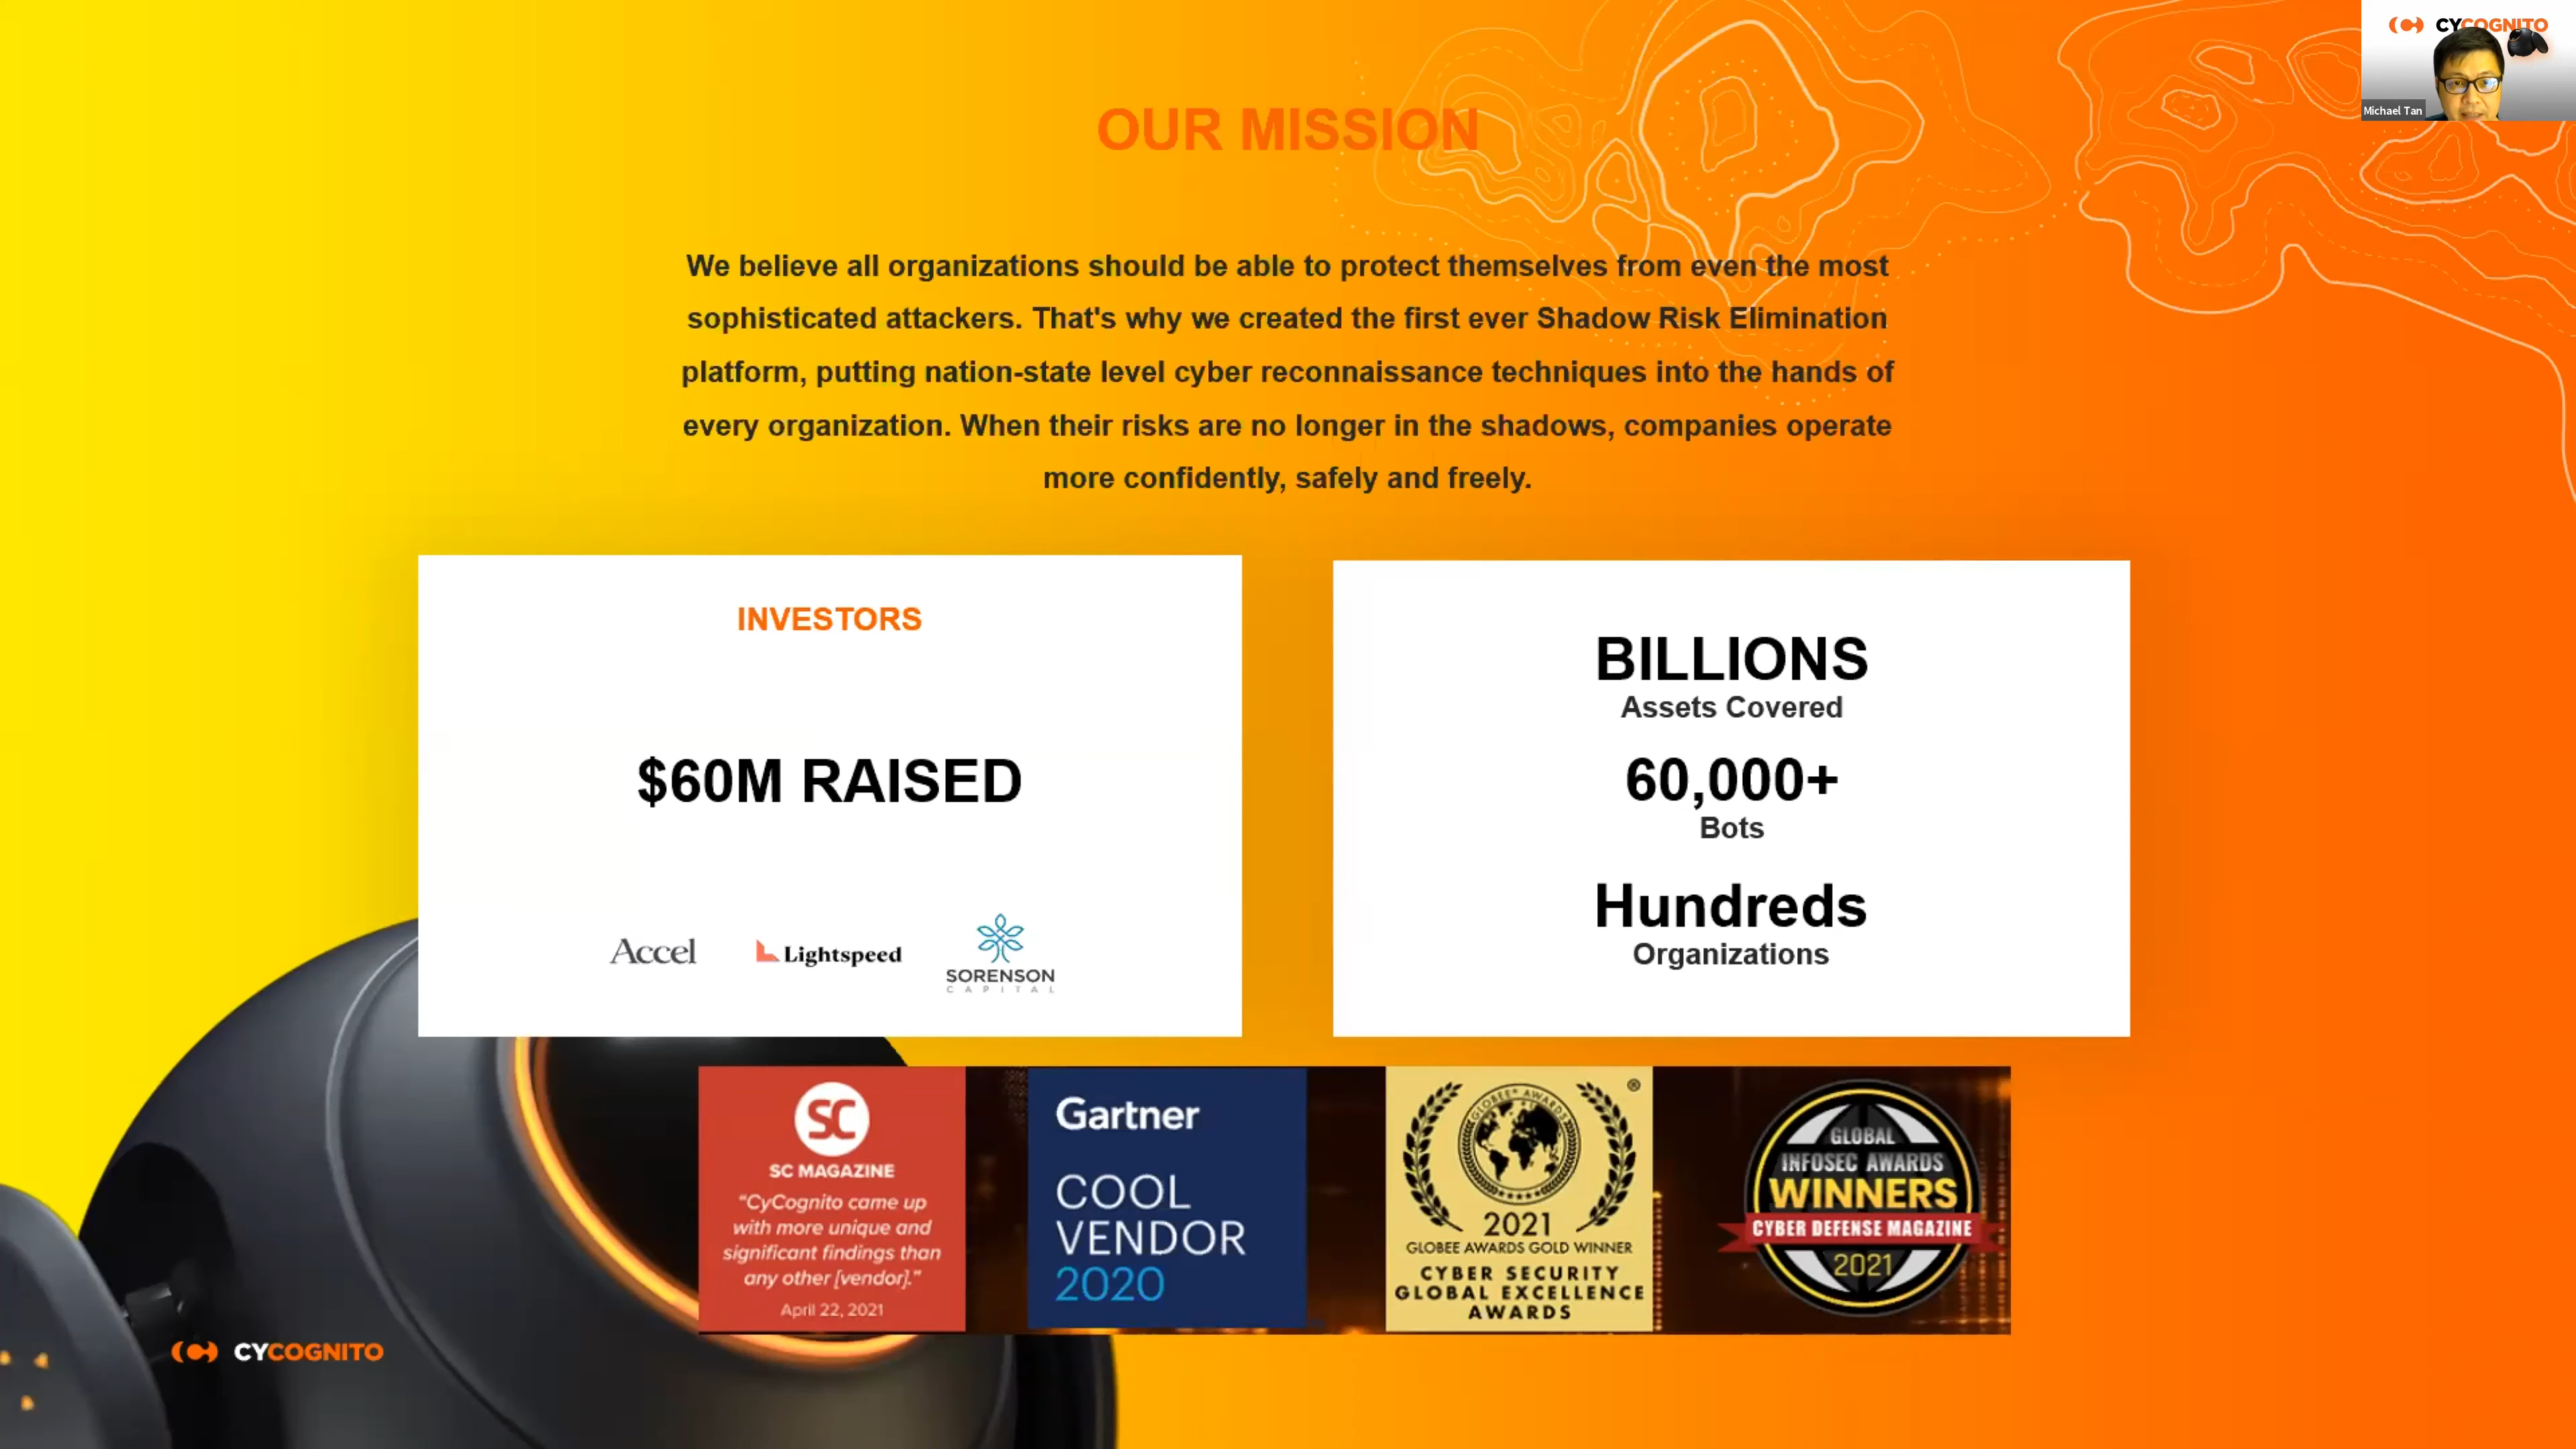 CYCOGNITO
Michael Tan
OUR MISSION
We believe all organizations should be able to protect themselves from even the most
sophisticated attackers. That's why we created the first ever Shadow Risk Elimination
platform, putting nation-state level cyber reconnaissance techniques into the hands of
every organization. When their risks are no longer in the shadows, companies operate
more confidently, safely and freely.
INVESTORS
$60M RAISED
Accel
Lightspeed
SORENSON
CAPITAL
BILLIONS
Assets Covered
60,000+
Bots
Hundreds
Organizations
SC
SC MAGAZINE
“CyCognito came up
with more unique and
significant findings than
any other [vendor].”
April 22, 2021
Gartner
COOL
VENDOR
2020
®
GLOBEE® AWARDS
2021
GLOBEE AWARDS GOLD WINNER
CYBER SECURITY
GLOBAL EXCELLENCE
AWARDS
GLOBAL
INFOSEC AWARDS
WINNERS
CYBER DEFENSE MAGAZINE
2021
CYCOGNITO